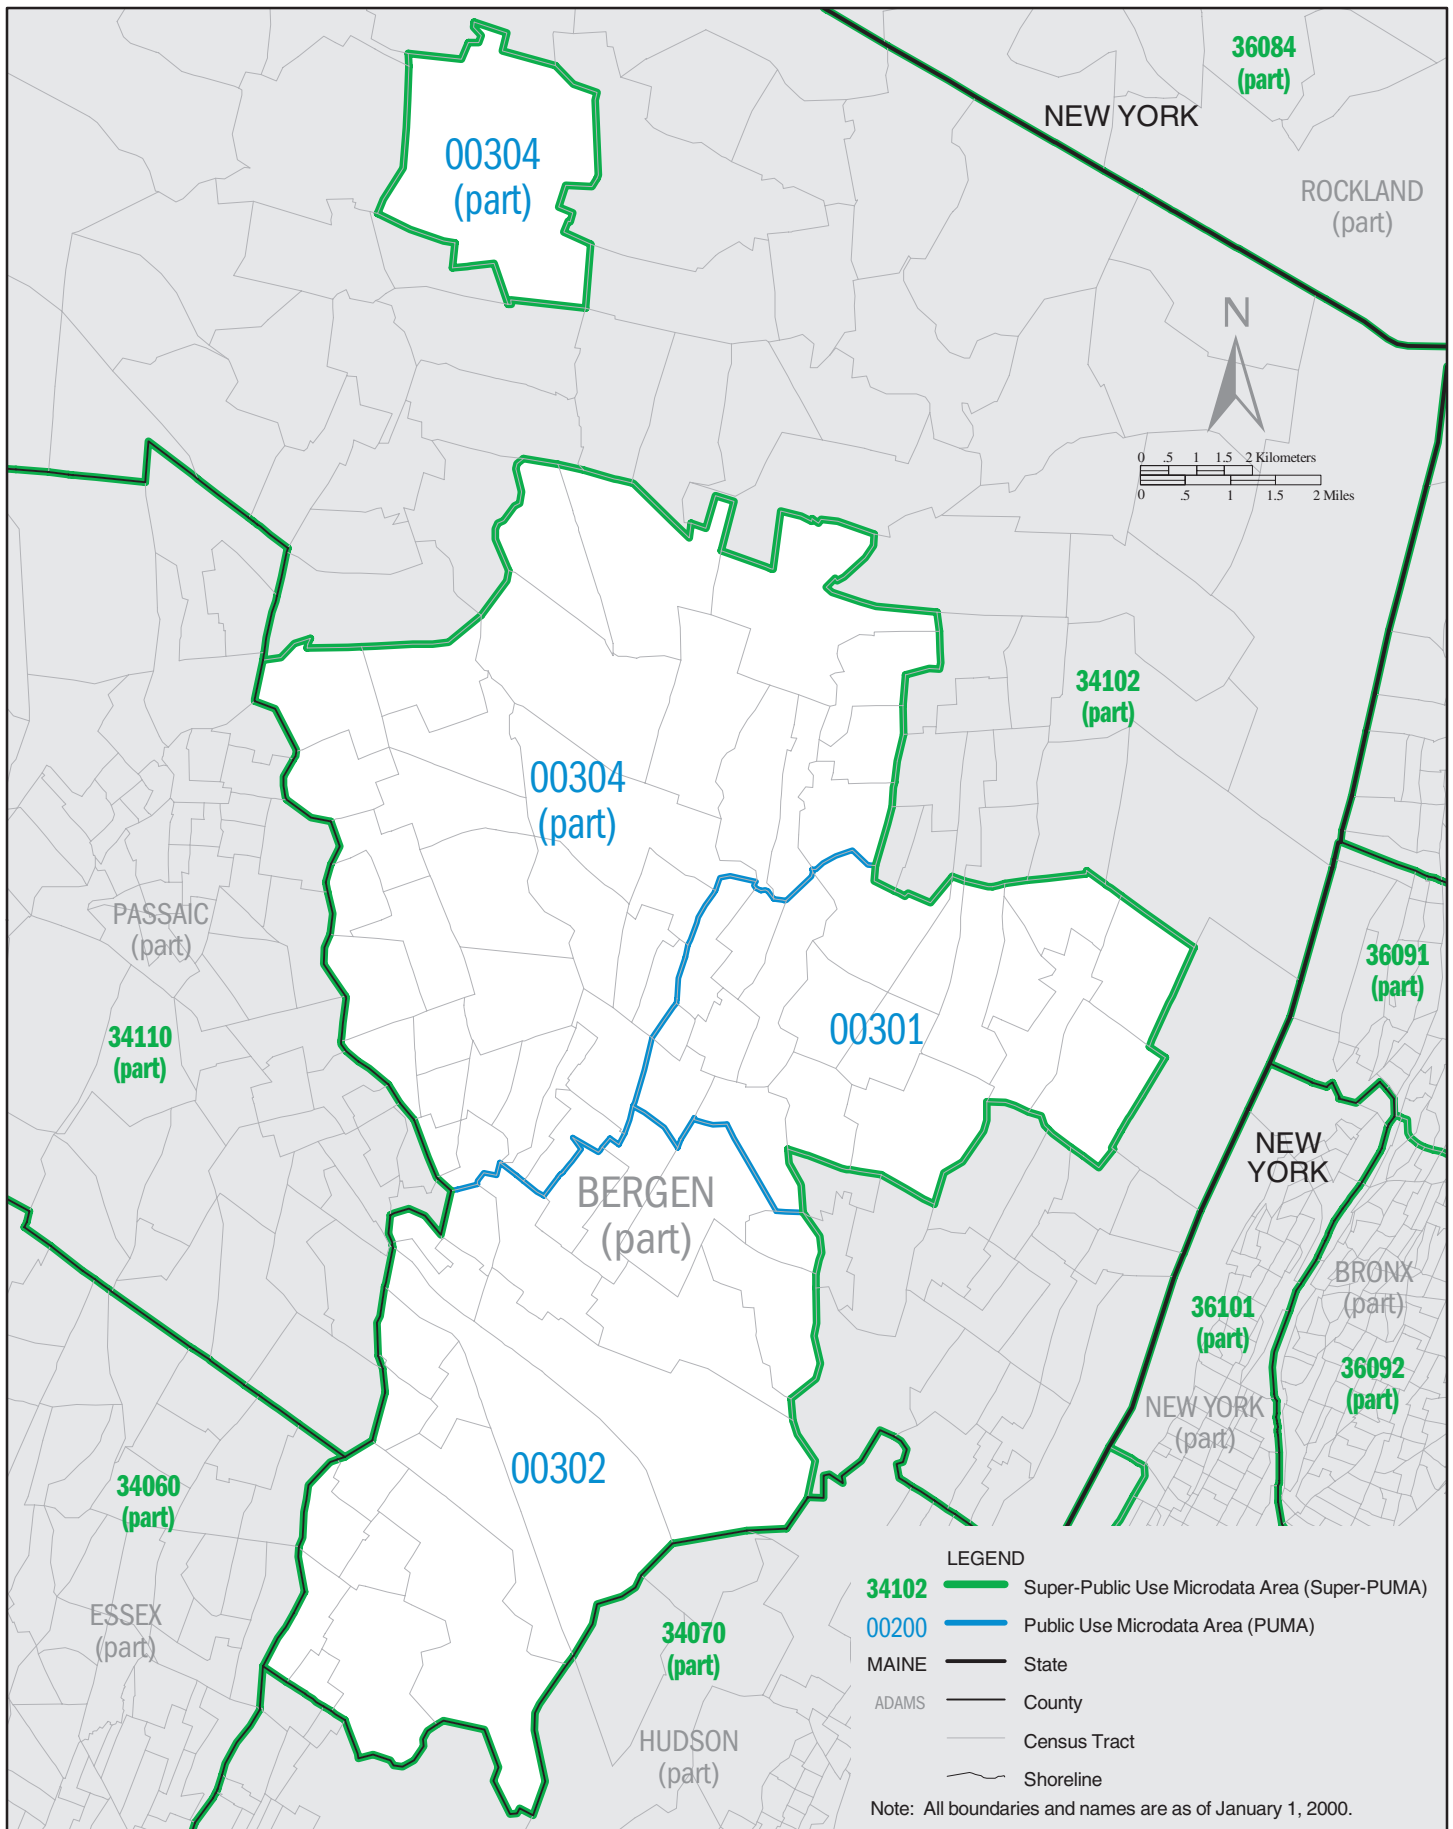 36084
(part)
NEW YORK
00304
(part)
ROCKLAND
(part)
N
0 .5 1 1.5 2 Kilometers
0 .5 1 1.5 2 Miles
34102
(part)
00304
(part)
PASSAIC
(part)
36091
(part)
00301
34110
(part)
NEW
YORK
BERGEN
(part)
BRONX
(part)
36101
(part)
36092
(part)
NEW YORK
(part)
00302
34060
(part)
ESSEX
(part)
34070
(part)
HUDSON
(part)
LEGEND
34102 Super-Public Use Microdata Area (Super-PUMA)
00200 Public Use Microdata Area (PUMA)
MAINE State
ADAMS County
Census Tract
Shoreline
Note: All boundaries and names are as of January 1, 2000.